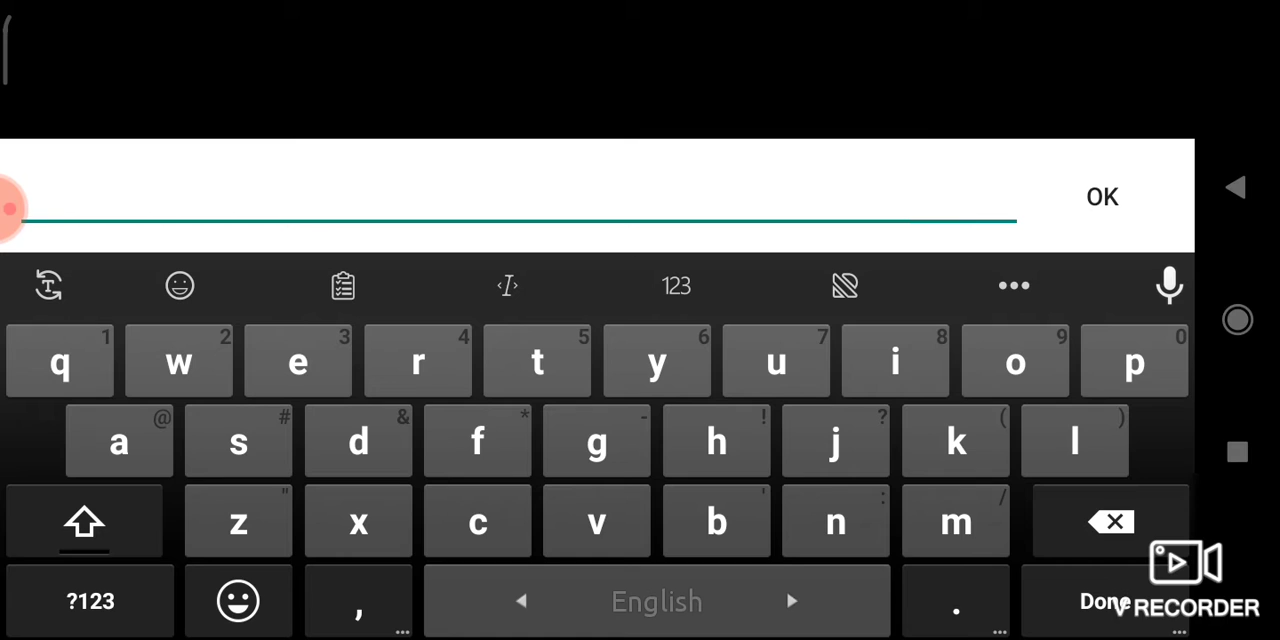 OK
123
q 1 w 2 e 3 r 4 t 5 y 6 u 7 i 8 o 9 p 0
a @ s # d & f * g - h ! j ? k ( l )
z " x c v b ' n : m /
?123 , English . Done
V RECORDER